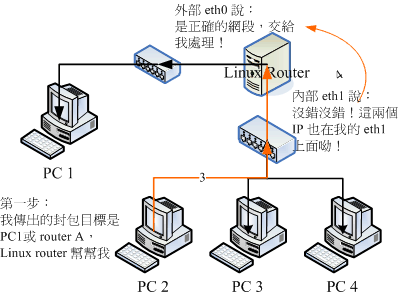 外部 eth0 說：
是正確的網段，交給
我處理！
Linux Router
內部 eth1 說：
沒錯沒錯！這兩個
IP 也在我的 eth1
上面呦！
PC 1
3
第一步：
我傳出的封包目標是
PC1或 router A，
Linux router 幫幫我
PC 2
PC 3
PC 4